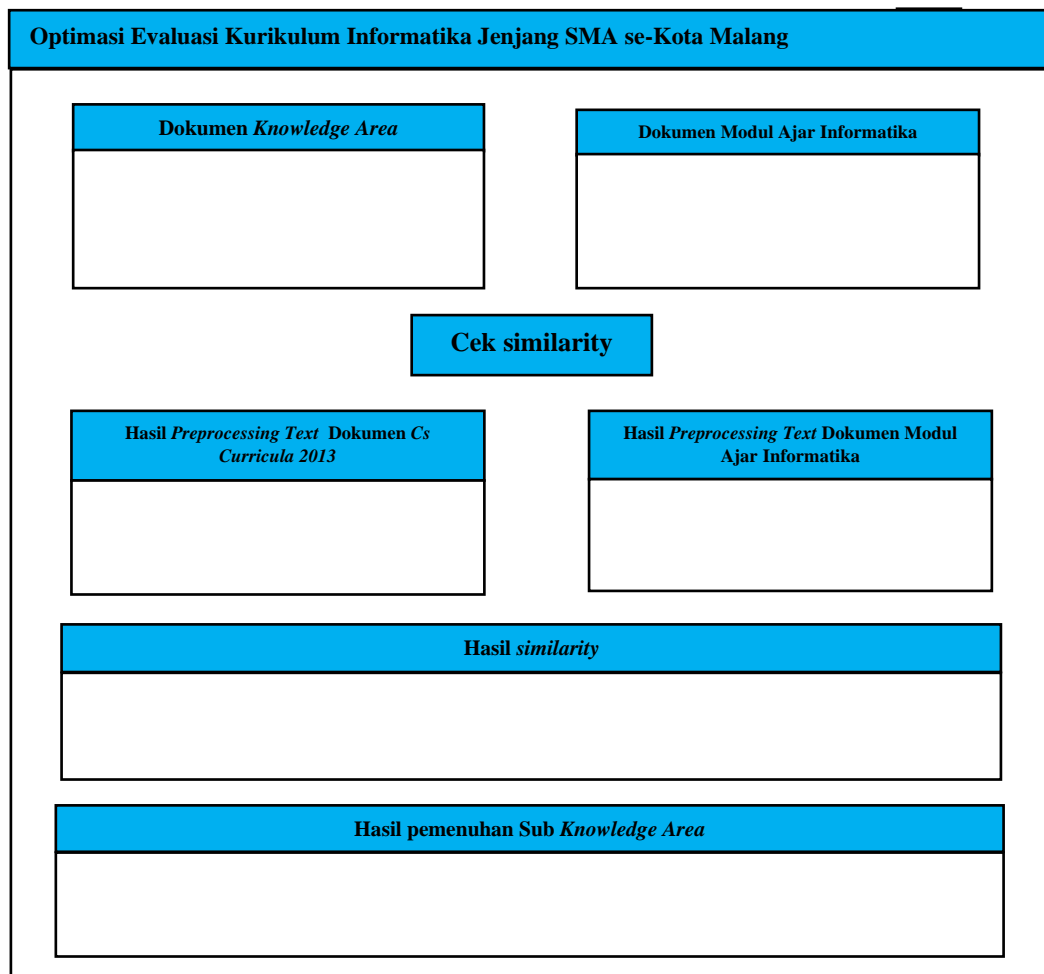 Optimasi Evaluasi Kurikulum Informatika Jenjang SMA se-Kota Malang
Dokumen Knowledge Area
Dokumen Modul Ajar Informatika
Cek similarity
Hasil Preprocessing Text Dokumen Cs
Curricula 2013
Hasil Preprocessing Text Dokumen Modul
Ajar Informatika
Hasil similarity
Hasil pemenuhan Sub Knowledge Area